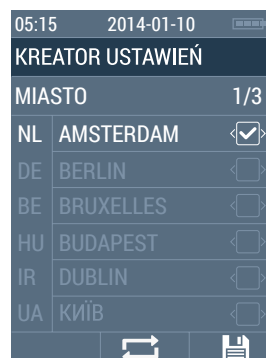 05:15 2014-01-10
KREATOR USTAWIEŃ
MIASTO 1/3
NL AMSTERDAM
DE BERLIN
BE BRUXELLES
HU BUDAPEST
IR DUBLIN
UA КИЇВ